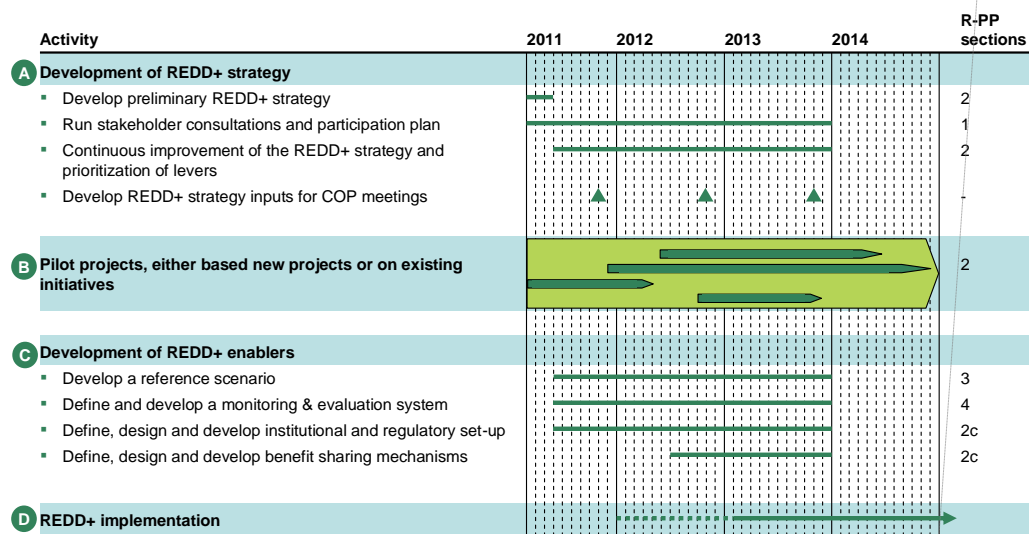 R-PP
Activity 2011 2012 2013 2014 sections
A Development of REDD+ strategy
▪ Develop preliminary REDD+ strategy 2
▪ Run stakeholder consultations and participation plan 1
▪ Continuous improvement of the REDD+ strategy and 2
prioritization of levers
▪ Develop REDD+ strategy inputs for COP meetings -
B Pilot projects, either based new projects or on existing 2
initiatives
C Development of REDD+ enablers
▪ Develop a reference scenario 3
▪ Define and develop a monitoring & evaluation system 4
▪ Define, design and develop institutional and regulatory set-up 2c
▪ Define, design and develop benefit sharing mechanisms 2c
D REDD+ implementation